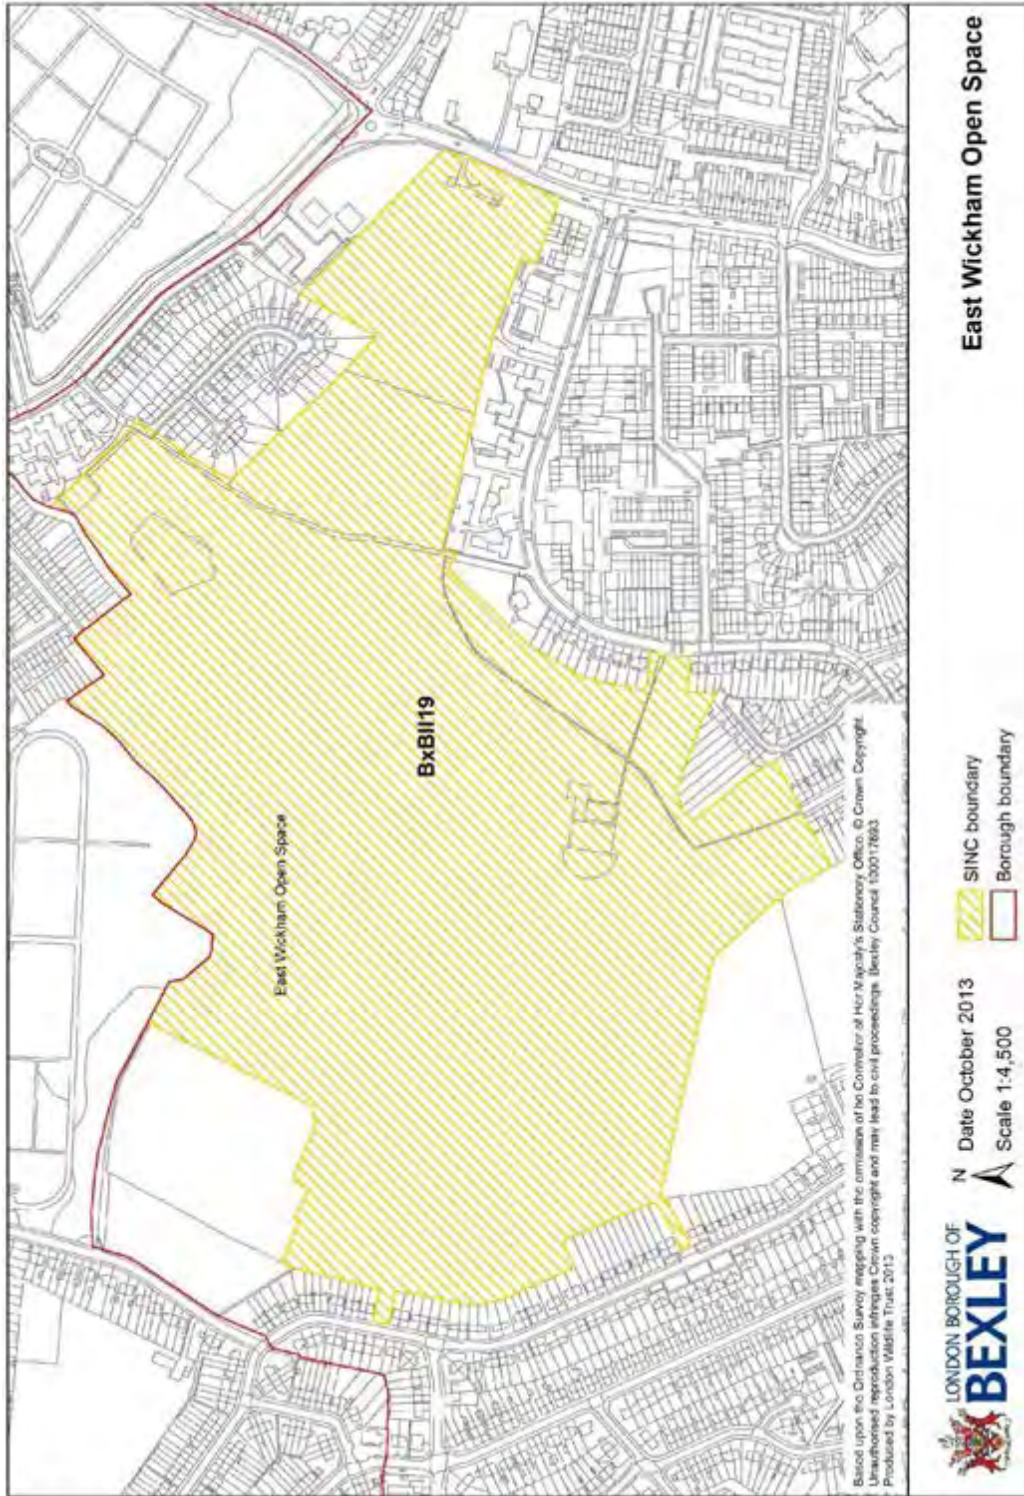 East Wickham Open Space
BxBII19
Based upon the Ordnance Survey mapping with the permission of the Controller of Her Majesty's Stationery Office. © Crown Copyright.
Unauthorised reproduction infringes Crown copyright and may lead to civil proceedings. Bexley Council 100017693
Produced by London Wildlife Trust 2013
LONDON BOROUGH OF
BEXLEY
N
Date October 2013
Scale 1:4,500
SINC boundary
Borough boundary
East Wickham Open Space